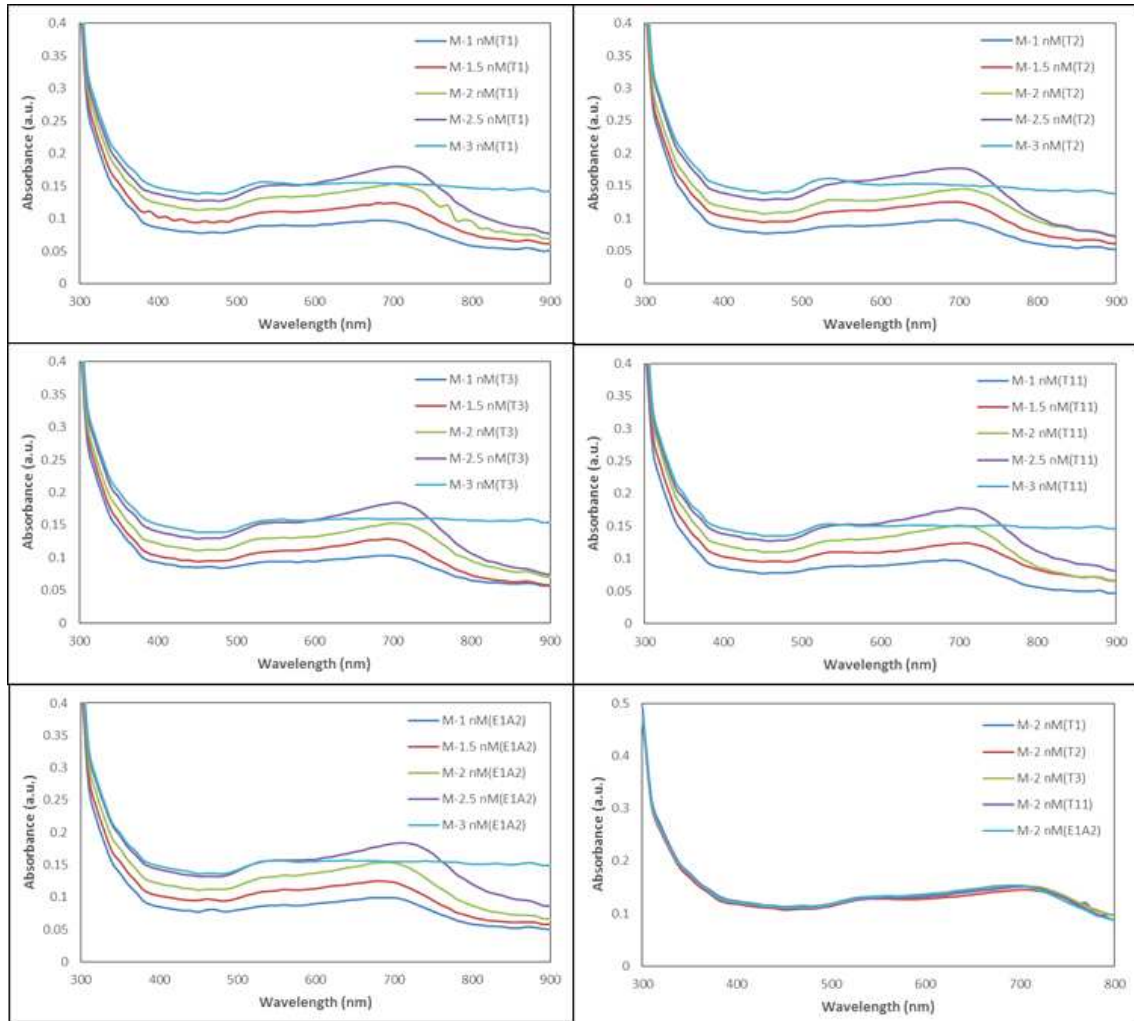 0.4
0.35
0.3
0.25
0.2
0.15
0.1
0.05
0
Absorbance (a.u.)
300 400 500 600 700 800 900
Wavelength (nm)
M-1 nM(T1)
M-1.5 nM(T1)
M-2 nM(T1)
M-2.5 nM(T1)
M-3 nM(T1)
0.4
0.35
0.3
0.25
0.2
0.15
0.1
0.05
0
Absorbance (a.u.)
300 400 500 600 700 800 900
Wavelength (nm)
M-1 nM(T2)
M-1.5 nM(T2)
M-2 nM(T2)
M-2.5 nM(T2)
M-3 nM(T2)
0.4
0.35
0.3
0.25
0.2
0.15
0.1
0.05
0
Absorbance (a.u.)
300 400 500 600 700 800 900
Wavelength (nm)
M-1 nM(T3)
M-1.5 nM(T3)
M-2 nM(T3)
M-2.5 nM(T3)
M-3 nM(T3)
0.4
0.35
0.3
0.25
0.2
0.15
0.1
0.05
0
Absorbance (a.u.)
300 400 500 600 700 800 900
Wavelength (nm)
M-1 nM(T11)
M-1.5 nM(T11)
M-2 nM(T11)
M-2.5 nM(T11)
M-3 nM(T11)
0.4
0.35
0.3
0.25
0.2
0.15
0.1
0.05
0
Absorbance (a.u.)
300 400 500 600 700 800 900
Wavelength (nm)
M-1 nM(E1A2)
M-1.5 nM(E1A2)
M-2 nM(E1A2)
M-2.5 nM(E1A2)
M-3 nM(E1A2)
0.5
0.4
0.3
0.2
0.1
0
Absorbance (a.u.)
300 400 500 600 700 800
Wavelength (nm)
M-2 nM(T1)
M-2 nM(T2)
M-2 nM(T3)
M-2 nM(T11)
M-2 nM(E1A2)